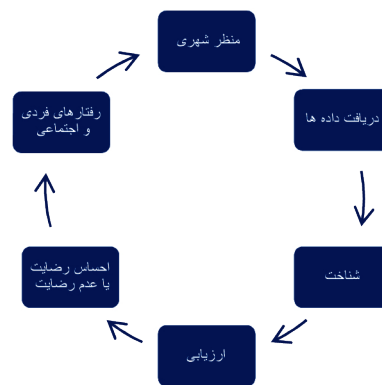 منظر شهری
دریافت داده ها
شناخت
ارزیابی
احساس رضایت
یا عدم رضایت
رفتارهای فردی
و اجتماعی